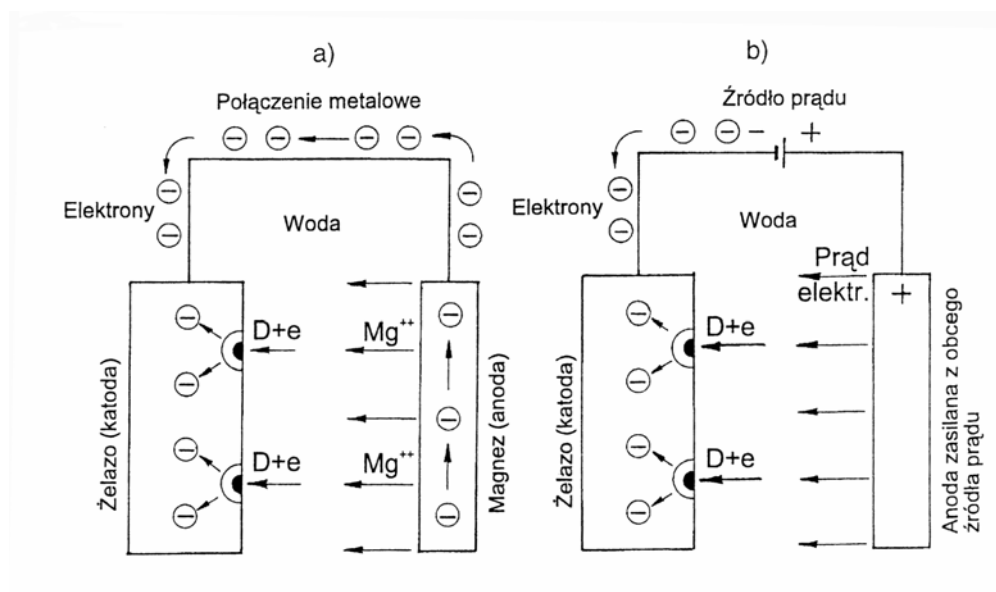 a)
Połączenie metalowe
Elektrony
Woda
D+e
Mg⁺⁺
D+e
Mg⁺⁺
Żelazo (katoda)
Magnez (anoda)
b)
Źródło prądu
− +
Elektrony
Woda
Prąd
elektr.
+
D+e
D+e
Żelazo (katoda)
Anoda zasilana z obcego
źródła prądu